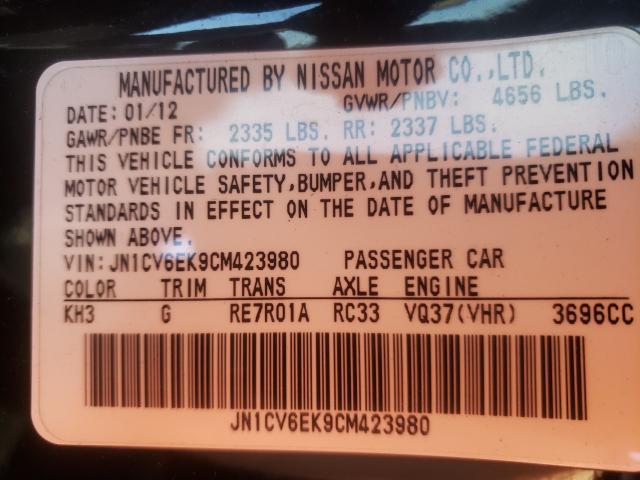 MANUFACTURED BY NISSAN MOTOR CO.,LTD.
DATE: 01/12 GVWR/PNBV: 4656 LBS.
GAWR/PNBE FR: 2335 LBS. RR: 2337 LBS.
THIS VEHICLE CONFORMS TO ALL APPLICABLE FEDERAL
MOTOR VEHICLE SAFETY,BUMPER,AND THEFT PREVENTION
STANDARDS IN EFFECT ON THE DATE OF MANUFACTURE
SHOWN ABOVE.
VIN: JN1CV6EK9CM423980 PASSENGER CAR
COLOR TRIM TRANS AXLE ENGINE
KH3 G RE7R01A RC33 VQ37(VHR) 3696CC
JN1CV6EK9CM423980